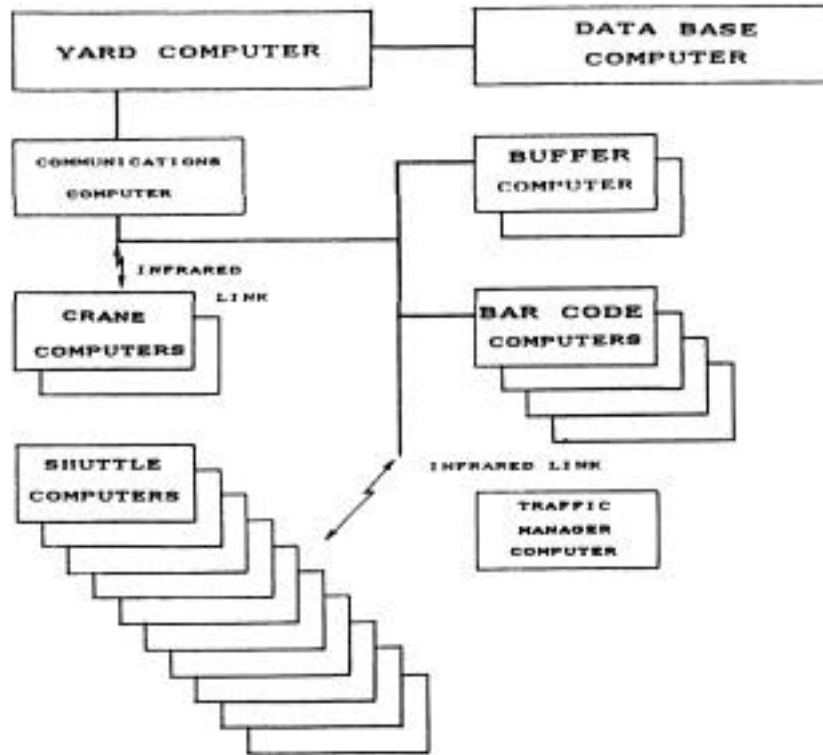 YARD COMPUTER
DATA BASE
COMPUTER
COMMUNICATIONS
COMPUTER
BUFFER
COMPUTER
INFRARED
LINK
CRANE
COMPUTERS
BAR CODE
COMPUTERS
SHUTTLE
COMPUTERS
INFRARED LINK
TRAFFIC
MANAGER
COMPUTER